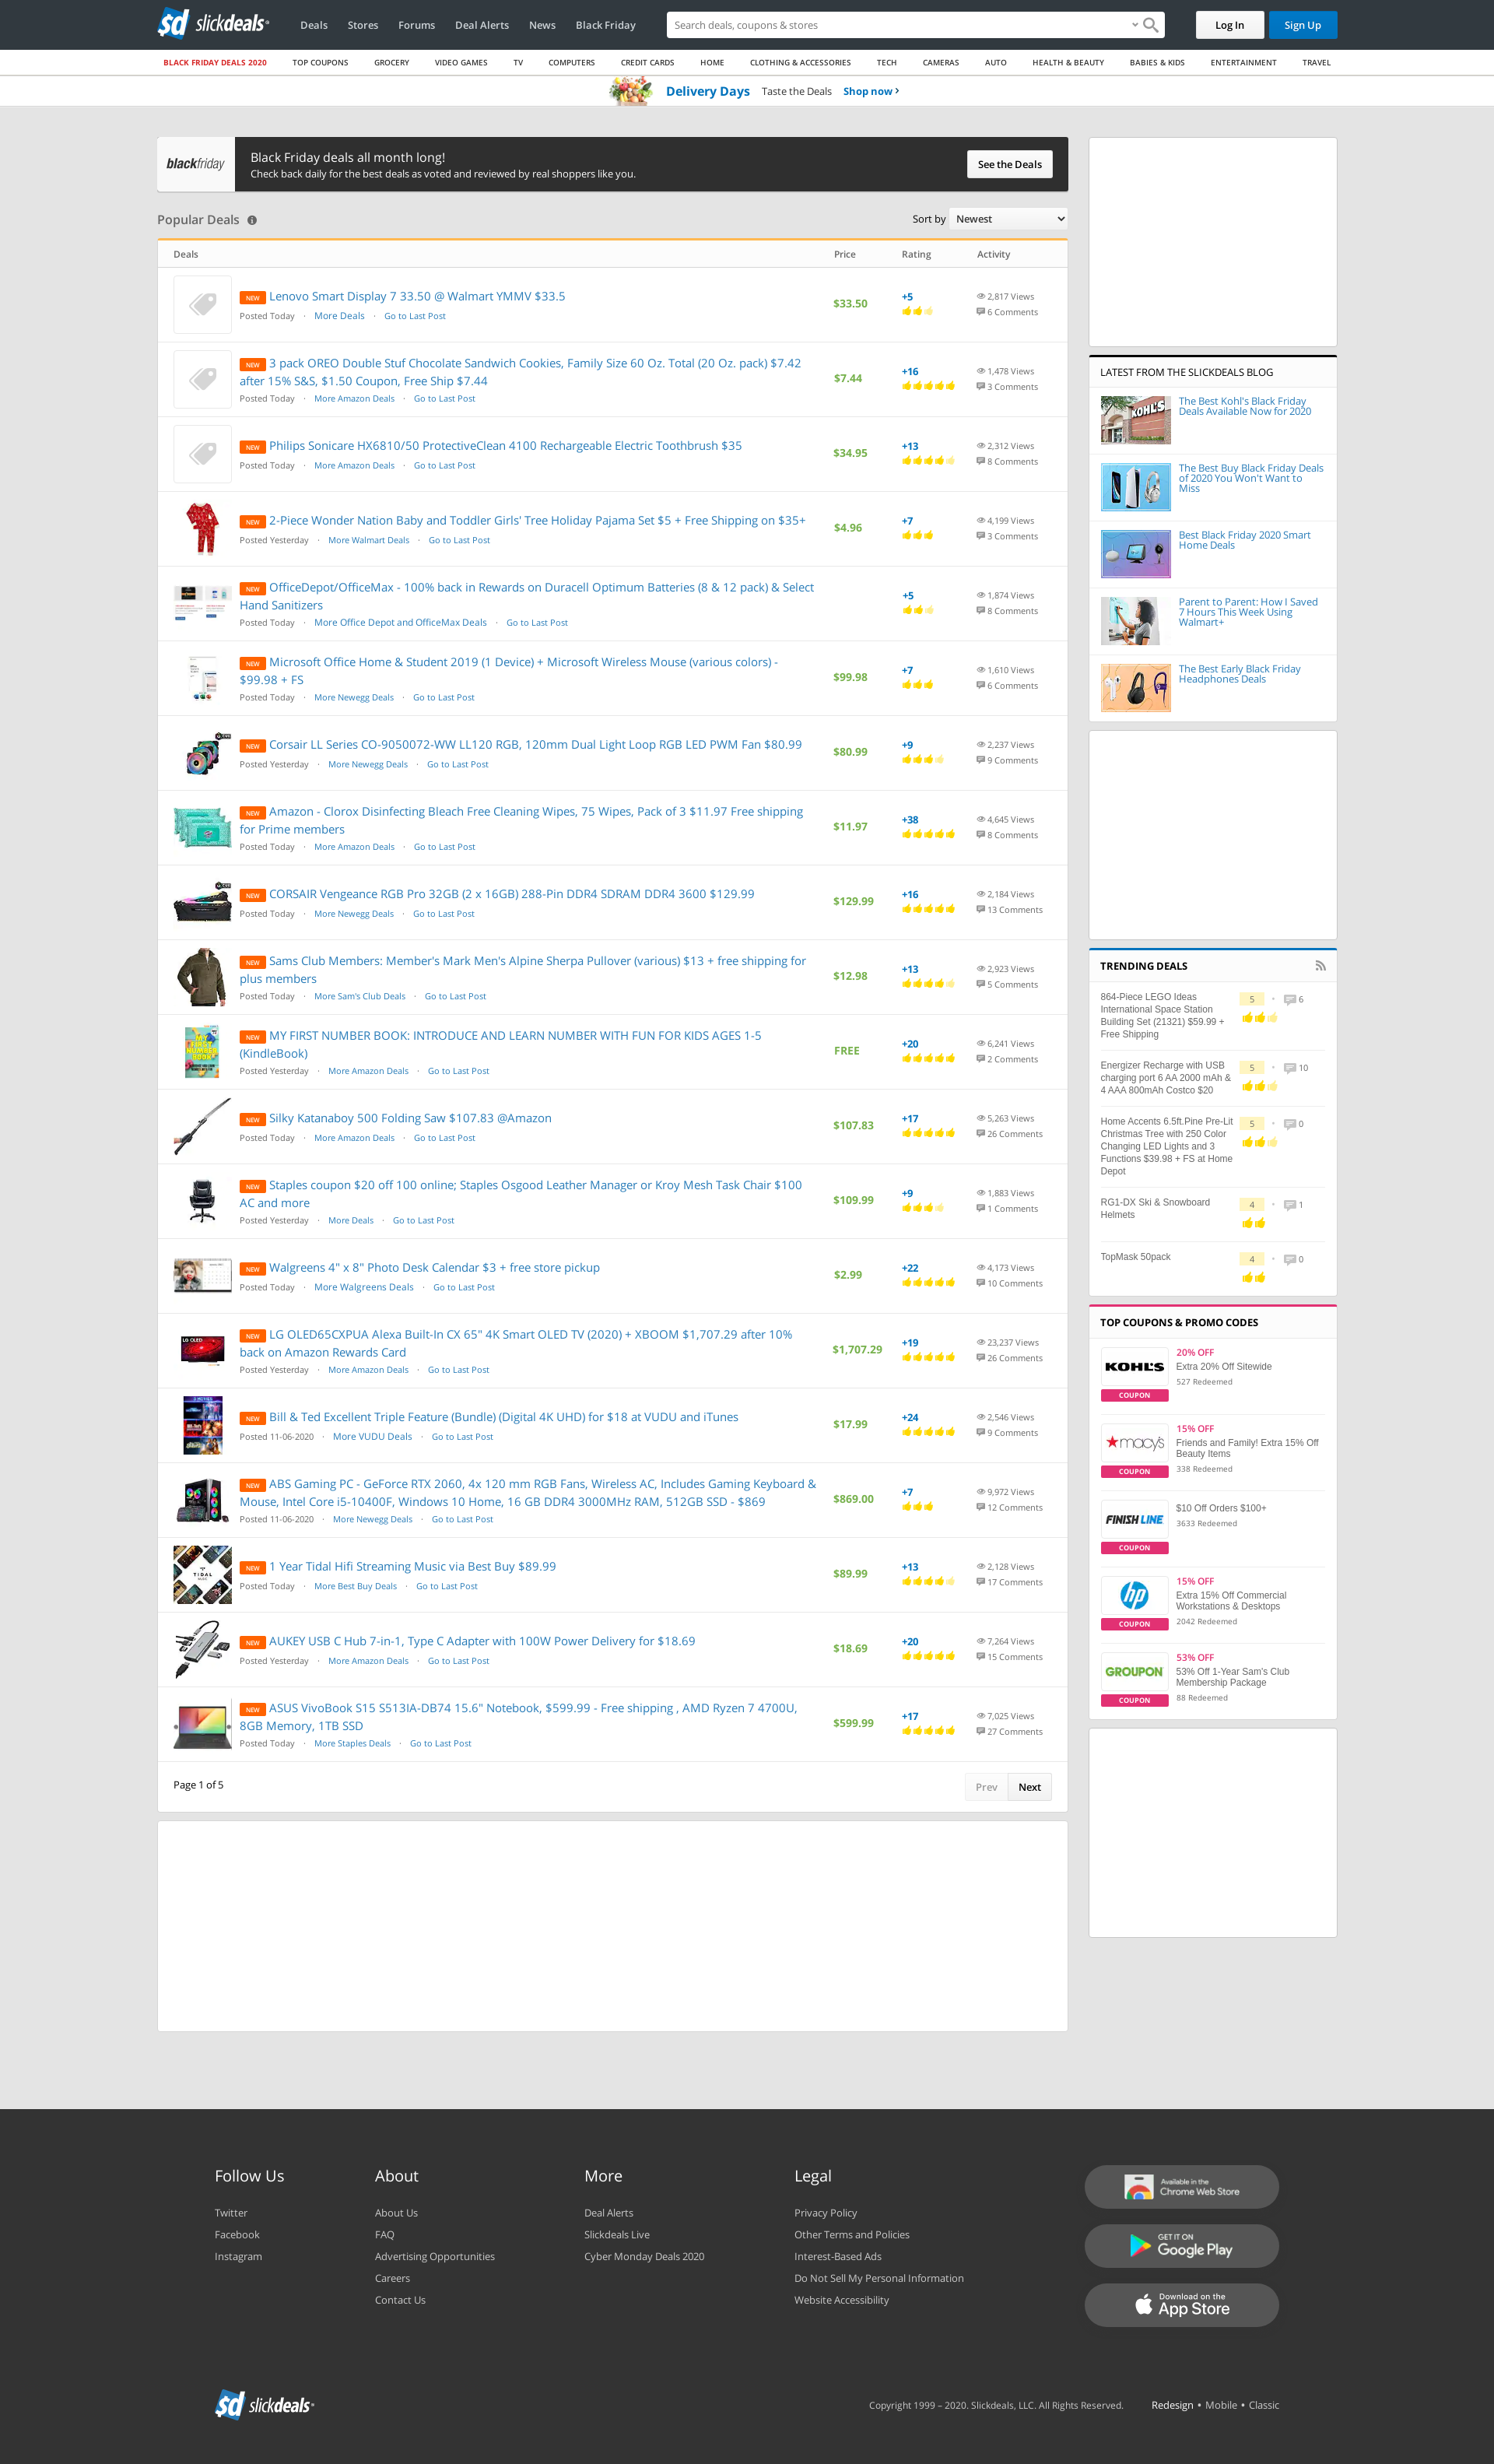 sd slickdeals
Deals Stores Forums Deal Alerts News Black Friday
Search deals, coupons & stores
Log In Sign Up
BLACK FRIDAY DEALS 2020 TOP COUPONS GROCERY VIDEO GAMES TV COMPUTERS CREDIT CARDS HOME CLOTHING & ACCESSORIES TECH CAMERAS AUTO HEALTH & BEAUTY BABIES & KIDS ENTERTAINMENT TRAVEL
Delivery Days Taste the Deals Shop now ›
blackfriday
Black Friday deals all month long!
Check back daily for the best deals as voted and reviewed by real shoppers like you.
See the Deals
Popular Deals
Sort by Newest
Deals Price Rating Activity
NEW Lenovo Smart Display 7 33.50 @ Walmart YMMV $33.5
Posted Today · More Deals · Go to Last Post
$33.50
+5
2,817 Views
6 Comments
NEW 3 pack OREO Double Stuf Chocolate Sandwich Cookies, Family Size 60 Oz. Total (20 Oz. pack) $7.42
after 15% S&S, $1.50 Coupon, Free Ship $7.44
Posted Today · More Amazon Deals · Go to Last Post
$7.44
+16
1,478 Views
3 Comments
NEW Philips Sonicare HX6810/50 ProtectiveClean 4100 Rechargeable Electric Toothbrush $35
Posted Today · More Amazon Deals · Go to Last Post
$34.95
+13
2,312 Views
8 Comments
NEW 2-Piece Wonder Nation Baby and Toddler Girls' Tree Holiday Pajama Set $5 + Free Shipping on $35+
Posted Yesterday · More Walmart Deals · Go to Last Post
$4.96
+7
4,199 Views
3 Comments
NEW OfficeDepot/OfficeMax - 100% back in Rewards on Duracell Optimum Batteries (8 & 12 pack) & Select
Hand Sanitizers
Posted Today · More Office Depot and OfficeMax Deals · Go to Last Post
+5
1,874 Views
8 Comments
NEW Microsoft Office Home & Student 2019 (1 Device) + Microsoft Wireless Mouse (various colors) -
$99.98 + FS
Posted Today · More Newegg Deals · Go to Last Post
$99.98
+7
1,610 Views
6 Comments
NEW Corsair LL Series CO-9050072-WW LL120 RGB, 120mm Dual Light Loop RGB LED PWM Fan $80.99
Posted Yesterday · More Newegg Deals · Go to Last Post
$80.99
+9
2,237 Views
9 Comments
NEW Amazon - Clorox Disinfecting Bleach Free Cleaning Wipes, 75 Wipes, Pack of 3 $11.97 Free shipping
for Prime members
Posted Today · More Amazon Deals · Go to Last Post
$11.97
+38
4,645 Views
8 Comments
NEW CORSAIR Vengeance RGB Pro 32GB (2 x 16GB) 288-Pin DDR4 SDRAM DDR4 3600 $129.99
Posted Today · More Newegg Deals · Go to Last Post
$129.99
+16
2,184 Views
13 Comments
NEW Sams Club Members: Member's Mark Men's Alpine Sherpa Pullover (various) $13 + free shipping for
plus members
Posted Today · More Sam's Club Deals · Go to Last Post
$12.98
+13
2,923 Views
5 Comments
MY FIRST NUMBER BOOK
NEW MY FIRST NUMBER BOOK: INTRODUCE AND LEARN NUMBER WITH FUN FOR KIDS AGES 1-5
(KindleBook)
Posted Yesterday · More Amazon Deals · Go to Last Post
FREE
+20
6,241 Views
2 Comments
NEW Silky Katanaboy 500 Folding Saw $107.83 @Amazon
Posted Today · More Amazon Deals · Go to Last Post
$107.83
+17
5,263 Views
26 Comments
NEW Staples coupon $20 off 100 online; Staples Osgood Leather Manager or Kroy Mesh Task Chair $100
AC and more
Posted Yesterday · More Deals · Go to Last Post
$109.99
+9
1,883 Views
1 Comments
NEW Walgreens 4" x 8" Photo Desk Calendar $3 + free store pickup
Posted Today · More Walgreens Deals · Go to Last Post
$2.99
+22
4,173 Views
10 Comments
LG OLED
NEW LG OLED65CXPUA Alexa Built-In CX 65" 4K Smart OLED TV (2020) + XBOOM $1,707.29 after 10%
back on Amazon Rewards Card
Posted Yesterday · More Amazon Deals · Go to Last Post
$1,707.29
+19
23,237 Views
26 Comments
NEW Bill & Ted Excellent Triple Feature (Bundle) (Digital 4K UHD) for $18 at VUDU and iTunes
Posted 11-06-2020 · More VUDU Deals · Go to Last Post
$17.99
+24
2,546 Views
9 Comments
NEW ABS Gaming PC - GeForce RTX 2060, 4x 120 mm RGB Fans, Wireless AC, Includes Gaming Keyboard &
Mouse, Intel Core i5-10400F, Windows 10 Home, 16 GB DDR4 3000MHz RAM, 512GB SSD - $869
Posted 11-06-2020 · More Newegg Deals · Go to Last Post
$869.00
+7
9,972 Views
12 Comments
TIDAL
NEW 1 Year Tidal Hifi Streaming Music via Best Buy $89.99
Posted Today · More Best Buy Deals · Go to Last Post
$89.99
+13
2,128 Views
17 Comments
NEW AUKEY USB C Hub 7-in-1, Type C Adapter with 100W Power Delivery for $18.69
Posted Yesterday · More Amazon Deals · Go to Last Post
$18.69
+20
7,264 Views
15 Comments
NEW ASUS VivoBook S15 S513IA-DB74 15.6" Notebook, $599.99 - Free shipping , AMD Ryzen 7 4700U,
8GB Memory, 1TB SSD
Posted Today · More Staples Deals · Go to Last Post
$599.99
+17
7,025 Views
27 Comments
Page 1 of 5
Prev Next
LATEST FROM THE SLICKDEALS BLOG
KOHL'S
The Best Kohl's Black Friday
Deals Available Now for 2020
The Best Buy Black Friday Deals
of 2020 You Won't Want to
Miss
Best Black Friday 2020 Smart
Home Deals
Parent to Parent: How I Saved
7 Hours This Week Using
Walmart+
The Best Early Black Friday
Headphones Deals
TRENDING DEALS
864-Piece LEGO Ideas
International Space Station
Building Set (21321) $59.99 +
Free Shipping
5 • 6
Energizer Recharge with USB
charging port 6 AA 2000 mAh &
4 AAA 800mAh Costco $20
5 • 10
Home Accents 6.5ft.Pine Pre-Lit
Christmas Tree with 250 Color
Changing LED Lights and 3
Functions $39.98 + FS at Home
Depot
5 • 0
RG1-DX Ski & Snowboard
Helmets
4 • 1
TopMask 50pack
4 • 0
TOP COUPONS & PROMO CODES
KOHL'S
COUPON
20% OFF
Extra 20% Off Sitewide
527 Redeemed
macy's
COUPON
15% OFF
Friends and Family! Extra 15% Off
Beauty Items
338 Redeemed
FINISH LINE
COUPON
$10 Off Orders $100+
3633 Redeemed
hp
COUPON
15% OFF
Extra 15% Off Commercial
Workstations & Desktops
2042 Redeemed
GROUPON
COUPON
53% OFF
53% Off 1-Year Sam's Club
Membership Package
88 Redeemed
Follow Us
Twitter
Facebook
Instagram
About
About Us
FAQ
Advertising Opportunities
Careers
Contact Us
More
Deal Alerts
Slickdeals Live
Cyber Monday Deals 2020
Legal
Privacy Policy
Other Terms and Policies
Interest-Based Ads
Do Not Sell My Personal Information
Website Accessibility
Available in the
Chrome Web Store
GET IT ON
Google Play
Download on the
App Store
sd slickdeals
Copyright 1999 – 2020. Slickdeals, LLC. All Rights Reserved.
Redesign • Mobile • Classic